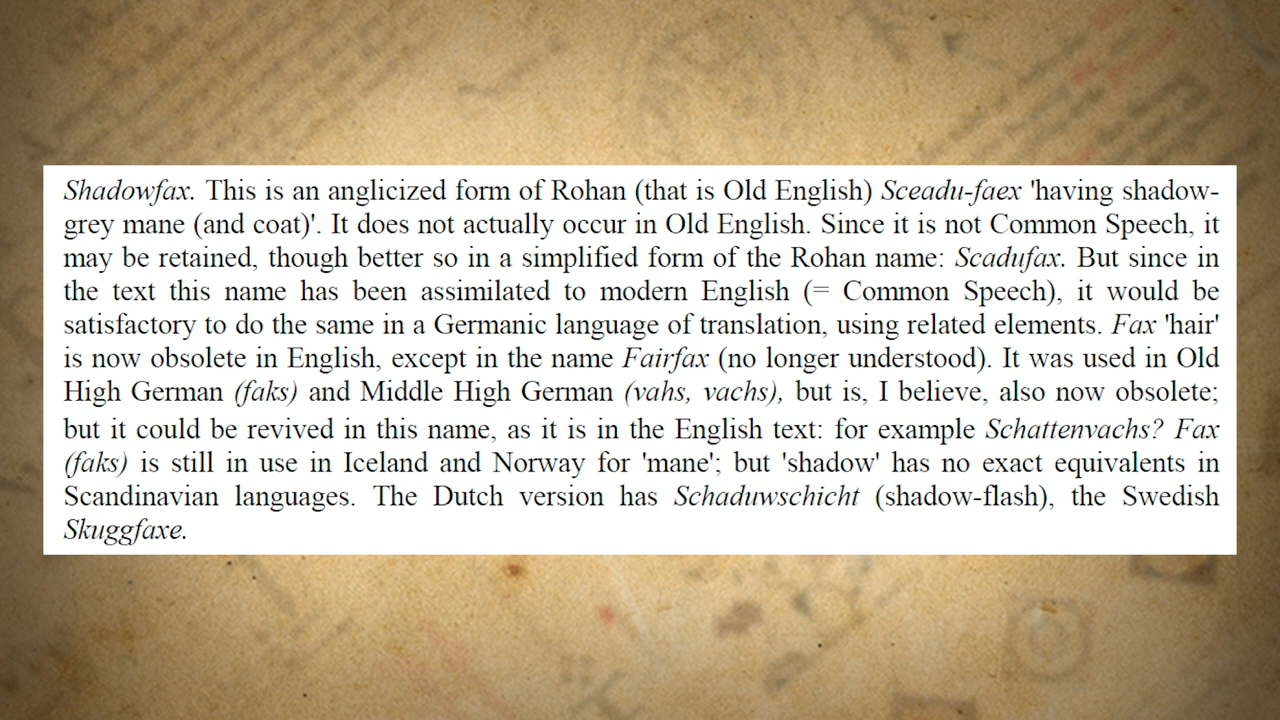 Shadowfax. This is an anglicized form of Rohan (that is Old English) Sceadu-faex 'having shadow-
grey mane (and coat)'. It does not actually occur in Old English. Since it is not Common Speech, it
may be retained, though better so in a simplified form of the Rohan name: Scadufax. But since in
the text this name has been assimilated to modern English (= Common Speech), it would be
satisfactory to do the same in a Germanic language of translation, using related elements. Fax 'hair'
is now obsolete in English, except in the name Fairfax (no longer understood). It was used in Old
High German (faks) and Middle High German (vahs, vachs), but is, I believe, also now obsolete;
but it could be revived in this name, as it is in the English text: for example Schattenvachs? Fax
(faks) is still in use in Iceland and Norway for 'mane'; but 'shadow' has no exact equivalents in
Scandinavian languages. The Dutch version has Schaduwschicht (shadow-flash), the Swedish
Skuggfaxe.